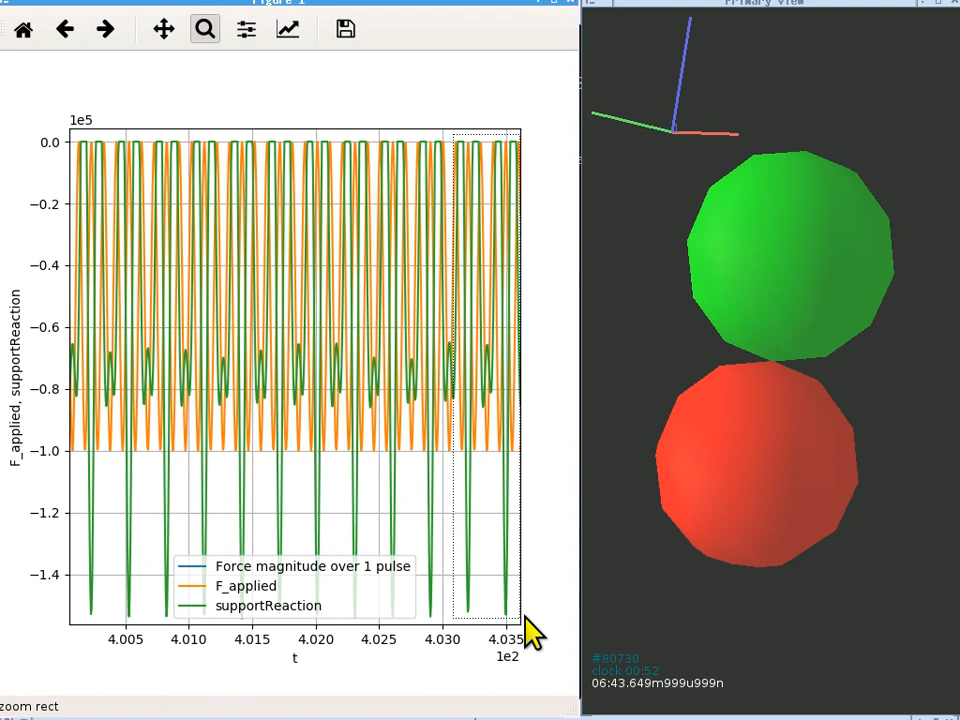 Figure 1
Primary View
1e5
0.0
−0.2
−0.4
−0.6
−0.8
−1.0
−1.2
−1.4
F_applied, supportReaction
Force magnitude over 1 pulse
F_applied
supportReaction
4.005 4.010 4.015 4.020 4.025 4.030 4.035
1e2
t
zoom rect
#80730
clock 00:52
06:43.649m999u999n